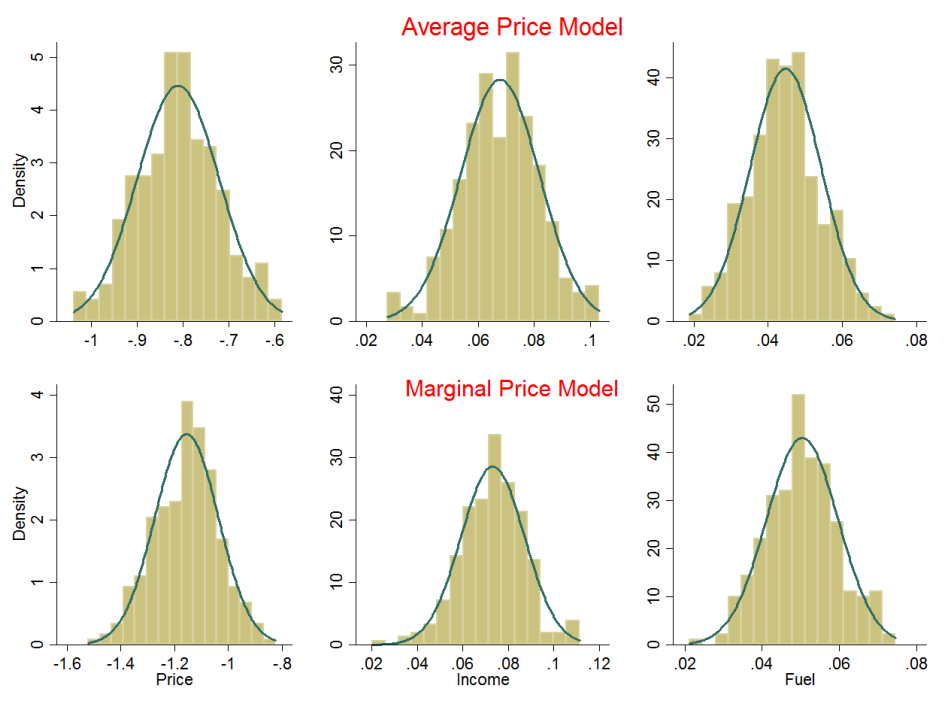 Average Price Model
Density
0 1 2 3 4 5
-1 -.9 -.8 -.7 -.6
0 10 20 30
.02 .04 .06 .08 .1
0 10 20 30 40
.02 .04 .06 .08
Marginal Price Model
Density
0 1 2 3 4
-1.6 -1.4 -1.2 -1 -.8
Price
0 10 20 30 40
.02 .04 .06 .08 .1 .12
Income
0 10 20 30 40 50
.02 .04 .06 .08
Fuel